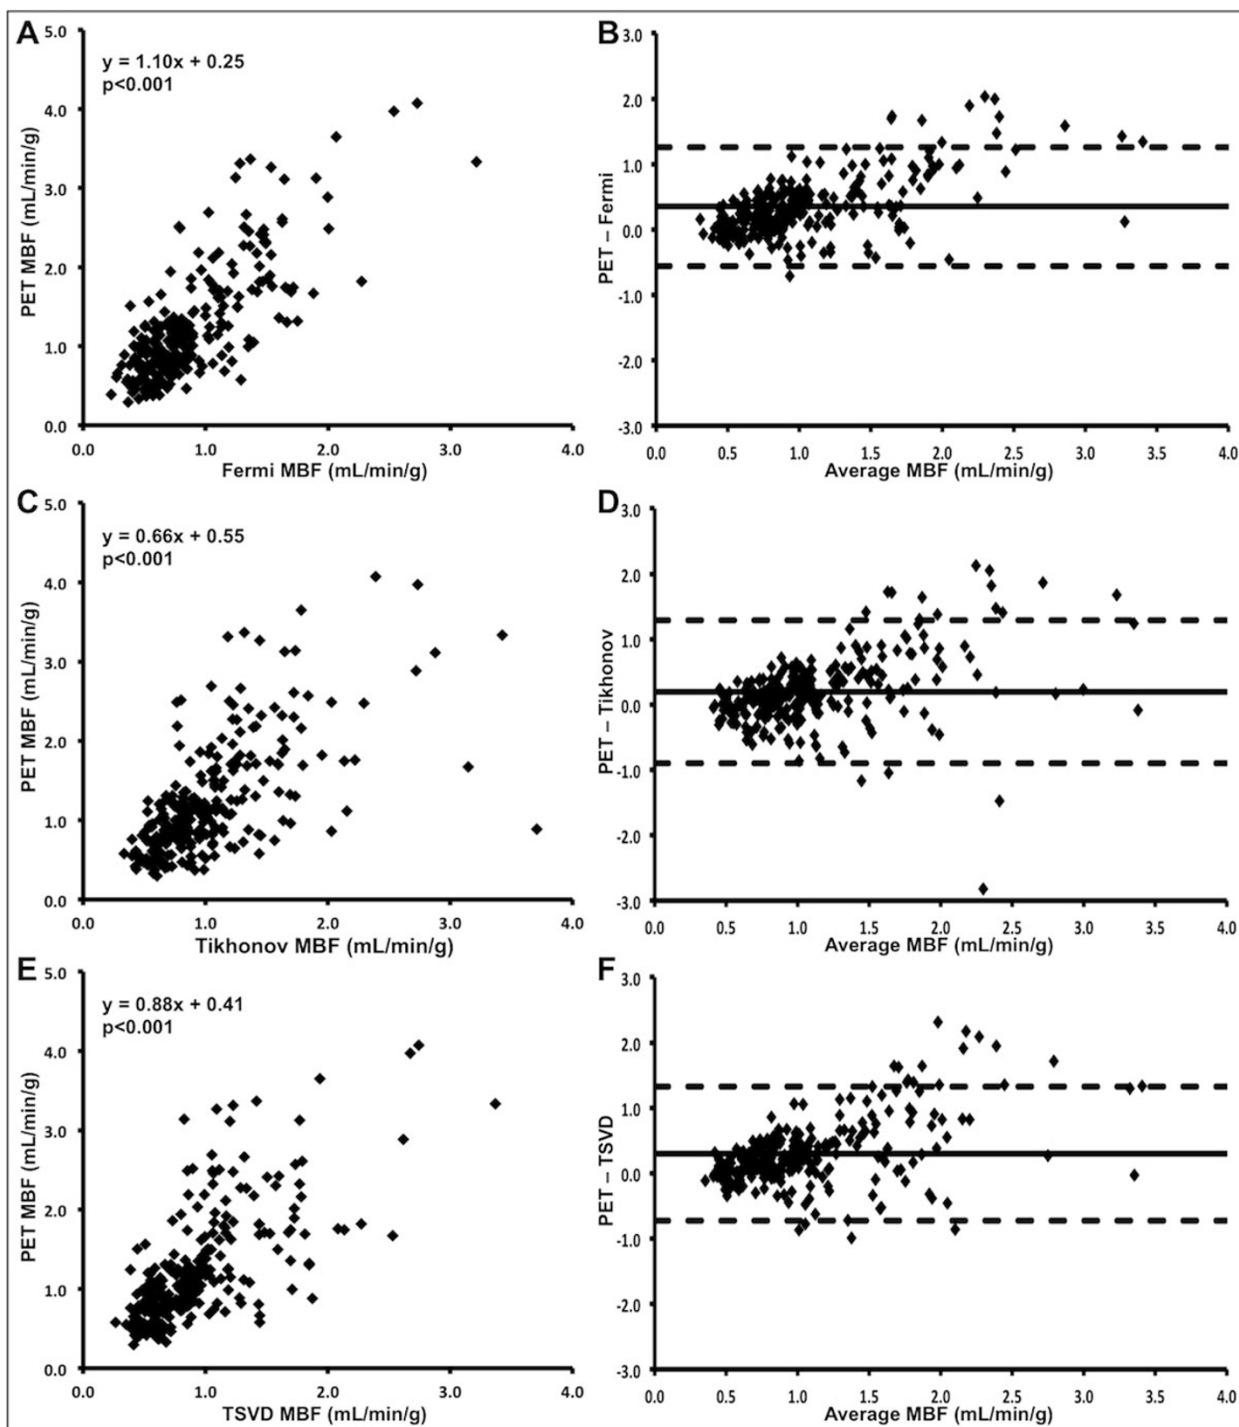 A
5.0
y = 1.10x + 0.25
p<0.001
4.0
3.0
2.0
1.0
0.0
PET MBF (mL/min/g)
0.0 1.0 2.0 3.0 4.0
Fermi MBF (mL/min/g)
B
3.0
2.0
1.0
0.0
-1.0
-2.0
-3.0
PET – Fermi
0.0 0.5 1.0 1.5 2.0 2.5 3.0 3.5 4.0
Average MBF (mL/min/g)
C
5.0
y = 0.66x + 0.55
p<0.001
4.0
3.0
2.0
1.0
0.0
PET MBF (mL/min/g)
0.0 1.0 2.0 3.0 4.0
Tikhonov MBF (mL/min/g)
D
3.0
2.0
1.0
0.0
-1.0
-2.0
-3.0
PET – Tikhonov
0.0 0.5 1.0 1.5 2.0 2.5 3.0 3.5 4.0
Average MBF (mL/min/g)
E
5.0
y = 0.88x + 0.41
p<0.001
4.0
3.0
2.0
1.0
0.0
PET MBF (mL/min/g)
0.0 1.0 2.0 3.0 4.0
TSVD MBF (mL/min/g)
F
3.0
2.0
1.0
0.0
-1.0
-3.0
PET – TSVD
0.0 0.5 1.0 1.5 2.0 2.5 3.0 3.5 4.0
Average MBF (mL/min/g)